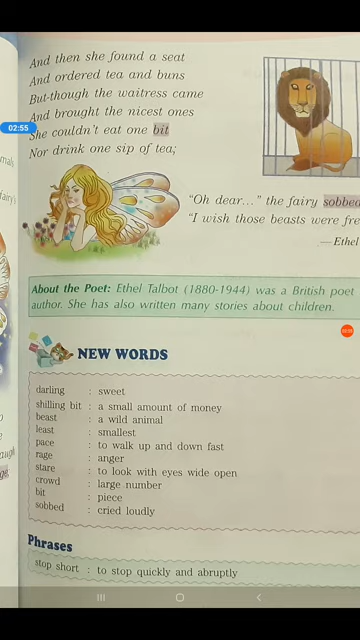 And then she found a seat
And ordered tea and buns
But though the waitress came
And brought the nicest ones
She couldn't eat one bit
Nor drink one sip of tea;
"Oh dear..." the fairy sobbed
"I wish those beasts were fre
— Ethel
About the Poet: Ethel Talbot (1880-1944) was a British poet
author. She has also written many stories about children.
NEW WORDS
darling : sweet
shilling bit : a small amount of money
beast : a wild animal
least : smallest
pace : to walk up and down fast
rage : anger
stare : to look with eyes wide open
crowd : large number
bit : piece
sobbed : cried loudly
Phrases
stop short : to stop quickly and abruptly
02:55